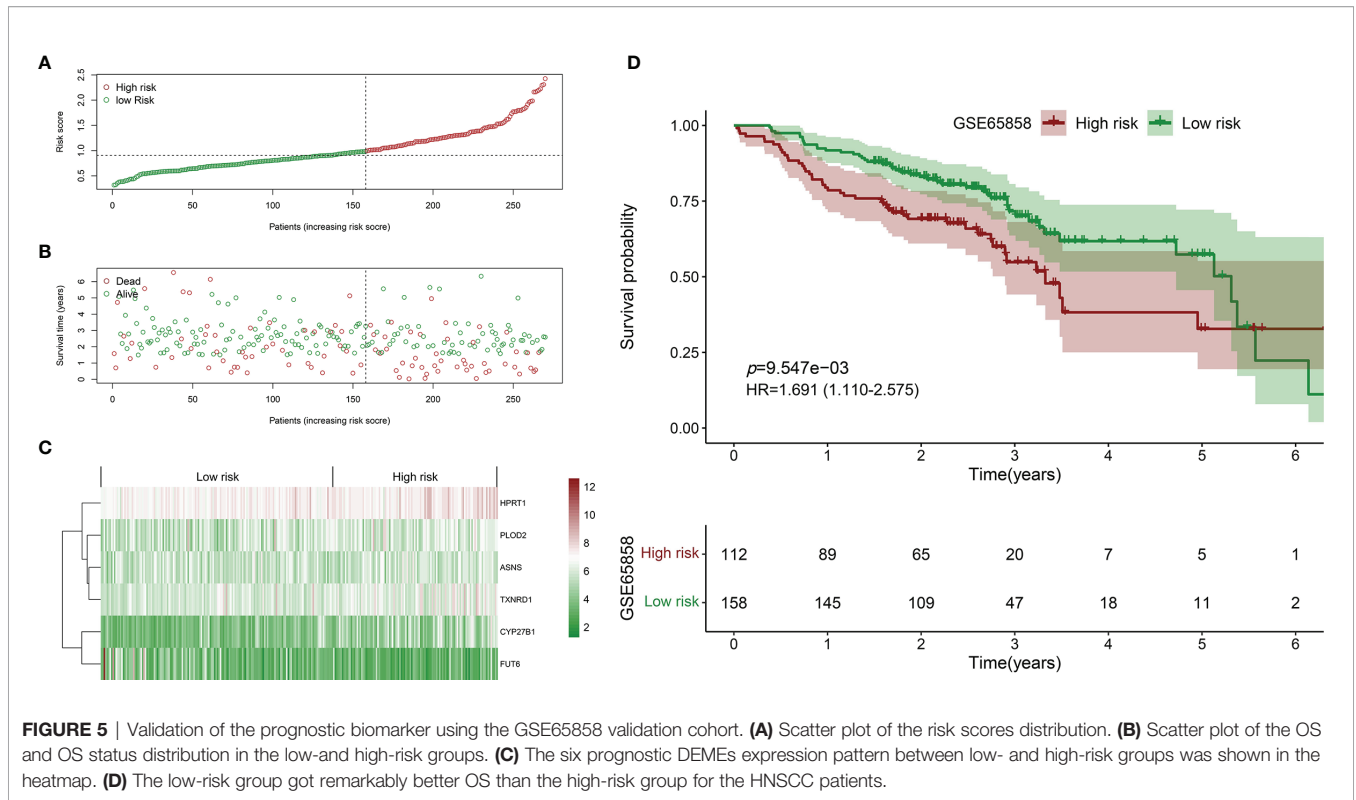 A
Risk score
0.5
1.0
1.5
2.0
2.5
High risk
low Risk
0 50 100 150 200 250
Patients (increasing risk socre)
B
Survival time (years)
0
1
2
3
4
5
6
Dead
Alive
0 50 100 150 200 250
Patients (increasing risk socre)
C
Low risk High risk
HPRT1
PLOD2
ASNS
TXNRD1
CYP27B1
FUT6
12
10
8
6
4
2
D
GSE65858 High risk Low risk
Survival probability
1.00
0.75
0.50
0.25
0.00
p=9.547e−03
HR=1.691 (1.110-2.575)
0 1 2 3 4 5 6
Time(years)
GSE65858
High risk 112 89 65 20 7 5 1
Low risk 158 145 109 47 18 11 2
0 1 2 3 4 5 6
Time(years)
FIGURE 5 | Validation of the prognostic biomarker using the GSE65858 validation cohort. (A) Scatter plot of the risk scores distribution. (B) Scatter plot of the OS
and OS status distribution in the low-and high-risk groups. (C) The six prognostic DEMEs expression pattern between low- and high-risk groups was shown in the
heatmap. (D) The low-risk group got remarkably better OS than the high-risk group for the HNSCC patients.